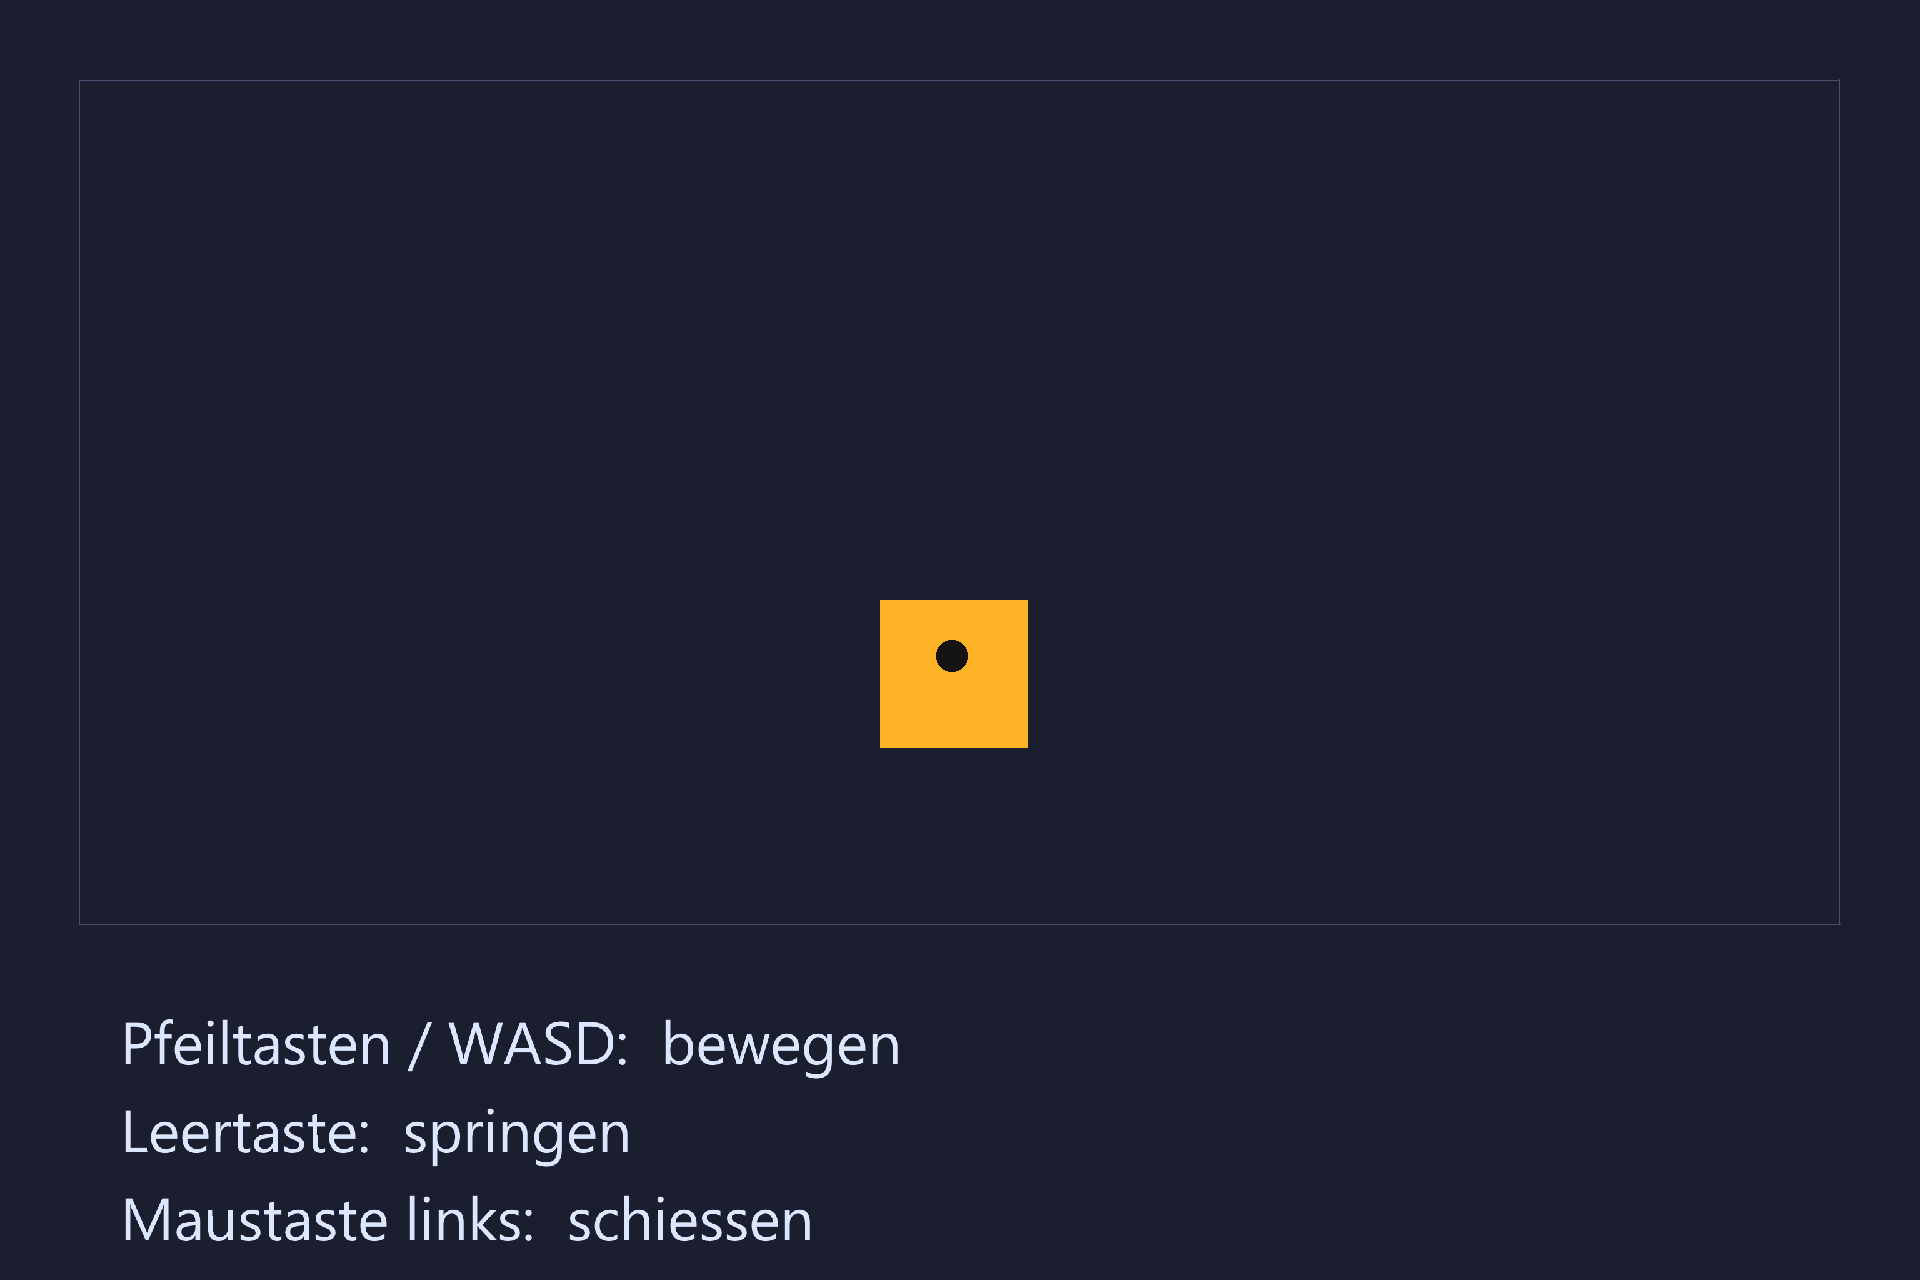 Pfeiltasten / WASD:  bewegen
Leertaste:  springen
Maustaste links:  schiessen